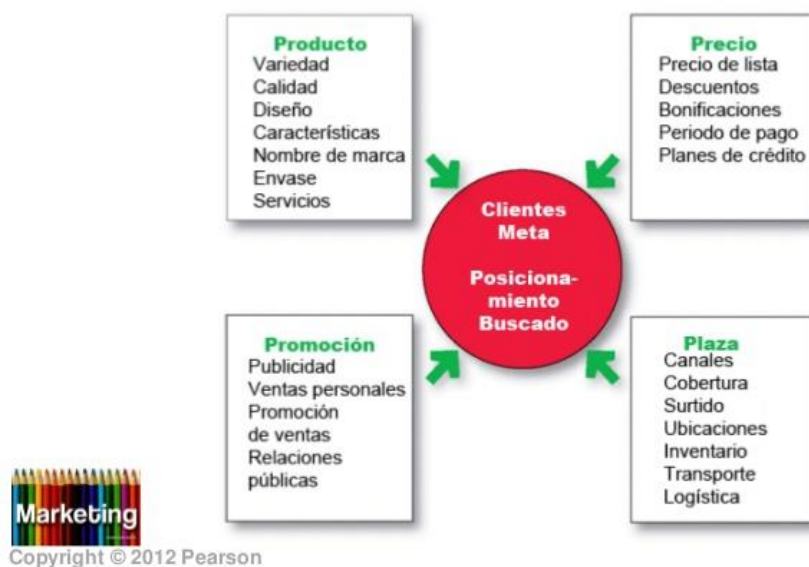 Producto
Variedad
Calidad
Diseño
Características
Nombre de marca
Envase
Servicios
Precio
Precio de lista
Descuentos
Bonificaciones
Periodo de pago
Planes de crédito
Clientes
Meta
Posiciona-
miento
Buscado
Promoción
Publicidad
Ventas personales
Promoción
de ventas
Relaciones
públicas
Plaza
Canales
Cobertura
Surtido
Ubicaciones
Inventario
Transporte
Logística
Marketing
Copyright © 2012 Pearson